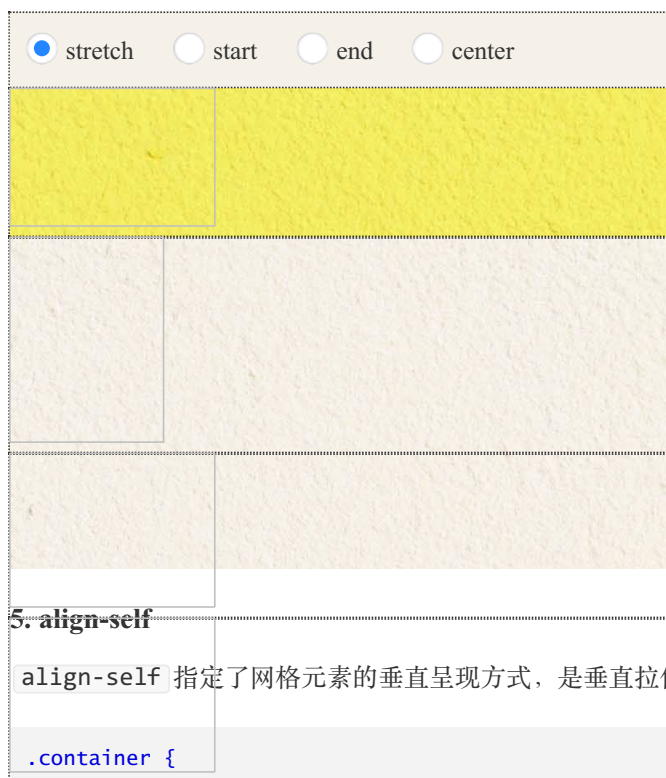 stretch start end center
5. align-self
align-self 指定了网格元素的垂直呈现方式，是垂直拉
.container {